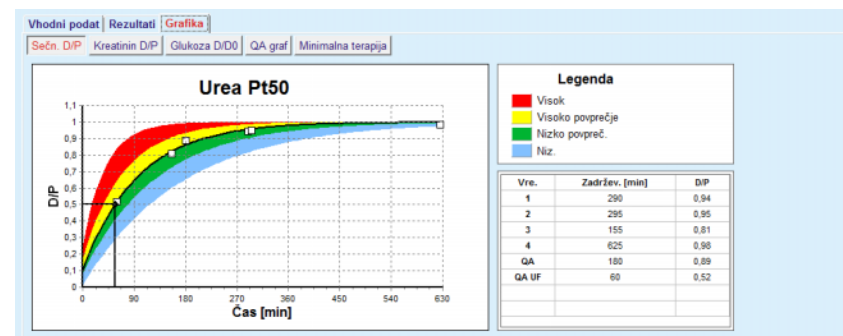 Vhodni podat Rezultati Grafika
Sečn. D/P Kreatinin D/P Glukoza D/D0 QA graf Minimalna terapija
Urea Pt50
1,1
1
0,9
0,8
0,7
0,6
0,5
0,4
0,3
0,2
0,1
0
D/P
0 90 180 270 360 450 540 630
Čas [min]
Legenda
Visok
Visoko povprečje
Nizko povpreč.
Niz.
Vre. Zadržev. [min] D/P
1 290 0,94
2 295 0,95
3 155 0,81
4 625 0,98
QA 180 0,89
QA UF 60 0,52